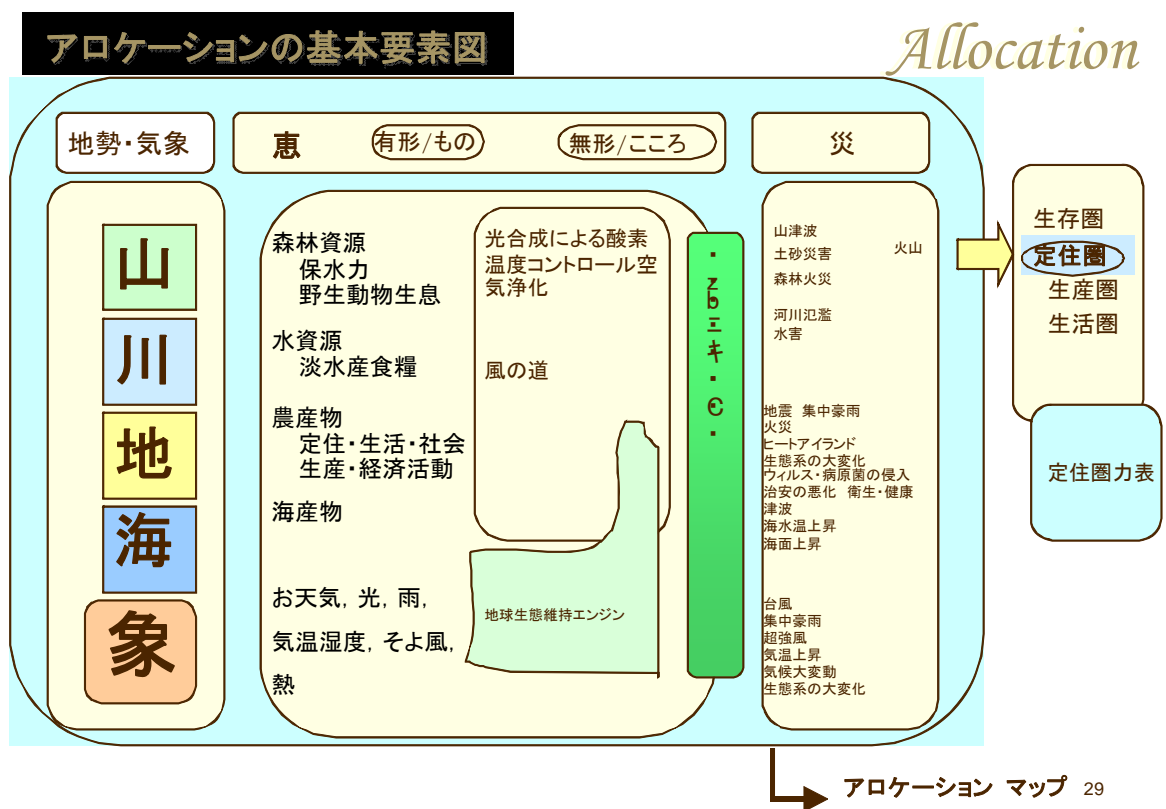 アロケーションの基本要素図
Allocation
地勢・気象
恵
有形/もの
無形/こころ
災
山
川
地
海
象
森林資源
保水力
野生動物生息
水資源
淡水産食糧
農産物
定住・生活・社会
生産・経済活動
海産物
お天気, 光, 雨,
気温湿度, そよ風,
熱
光合成による酸素
温度コントロール空
気浄化
風の道
地球生態維持エンジン
山津波
土砂災害
火山
森林火災
河川氾濫
水害
地震 集中豪雨
火災
ヒートアイランド
生態系の大変化
ウィルス・病原菌の侵入
治安の悪化 衛生・健康
津波
海水温上昇
海面上昇
台風
集中豪雨
超強風
気温上昇
気候大変動
生態系の大変化
生存圏
定住圏
生産圏
生活圏
定住圏力表
アロケーション マップ 29